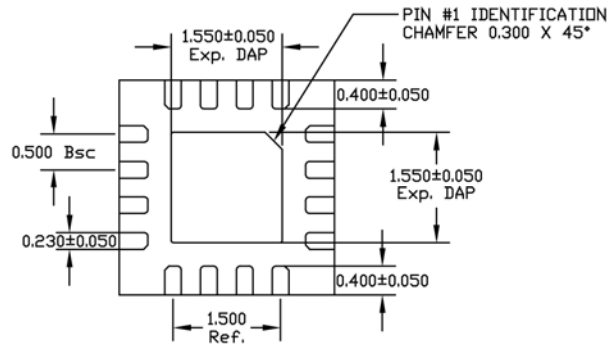 PIN #1 IDENTIFICATION
CHAMFER 0.300 X 45°
1.550±0.050
Exp. DAP
0.400±0.050
0.500 Bsc
1.550±0.050
Exp. DAP
0.230±0.050
0.400±0.050
1.500
Ref.